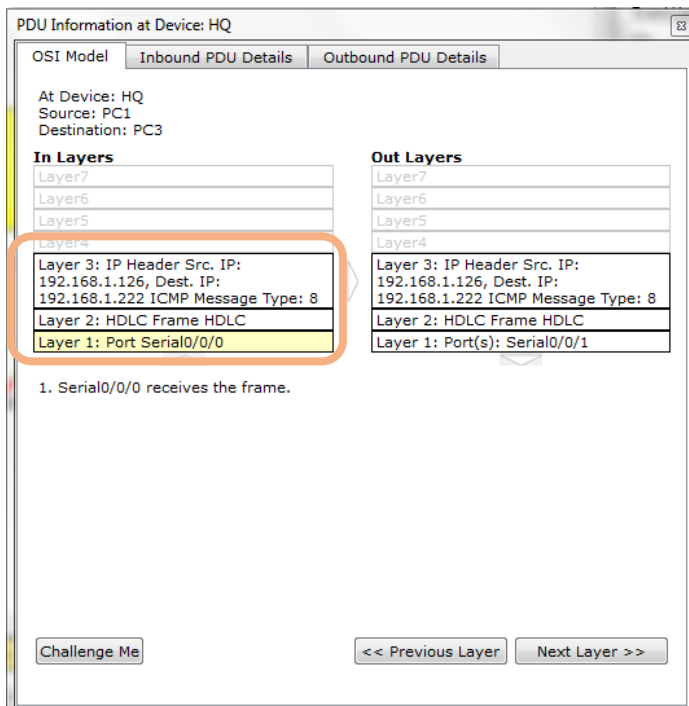 PDU Information at Device: HQ
OSI Model
Inbound PDU Details
Outbound PDU Details
At Device: HQ
Source: PC1
Destination: PC3
In Layers
Layer7
Layer6
Layer5
Layer4
Layer 3: IP Header Src. IP:
192.168.1.126, Dest. IP:
192.168.1.222 ICMP Message Type: 8
Layer 2: HDLC Frame HDLC
Layer 1: Port Serial0/0/0
Out Layers
Layer7
Layer6
Layer5
Layer4
Layer 3: IP Header Src. IP:
192.168.1.126, Dest. IP:
192.168.1.222 ICMP Message Type: 8
Layer 2: HDLC Frame HDLC
Layer 1: Port(s): Serial0/0/1
1. Serial0/0/0 receives the frame.
Challenge Me
<< Previous Layer
Next Layer >>